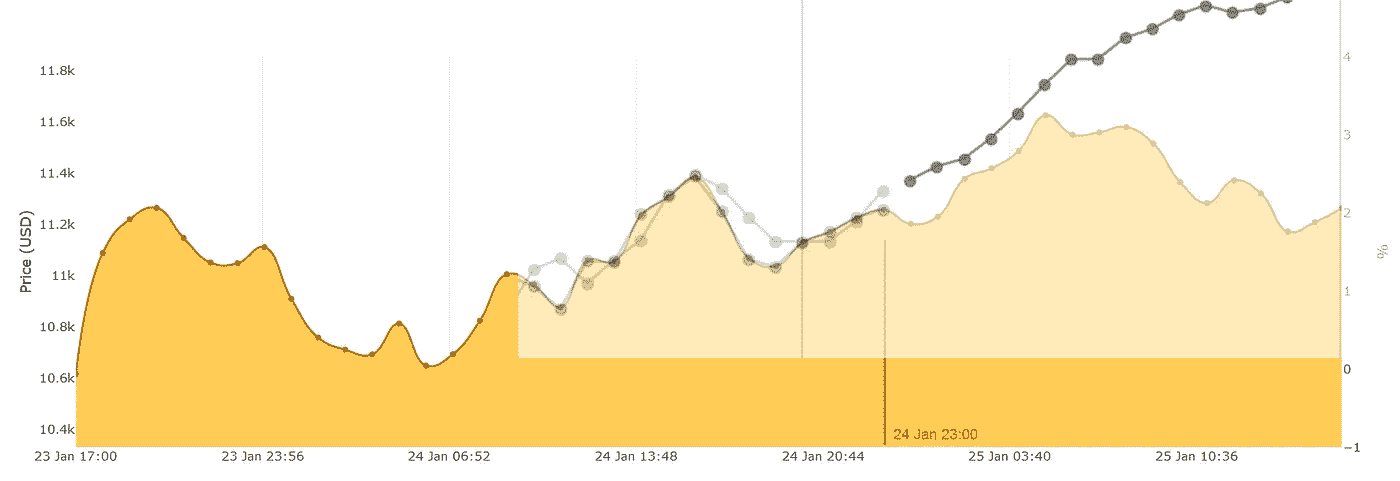 4
11.8k
11.6k
3
11.4k
11.2k
2
Price (USD)
%
11k
1
10.8k
10.6k
0
10.4k
24 Jan 23:00
−1
23 Jan 17:00
23 Jan 23:56
24 Jan 06:52
24 Jan 13:48
24 Jan 20:44
25 Jan 03:40
25 Jan 10:36